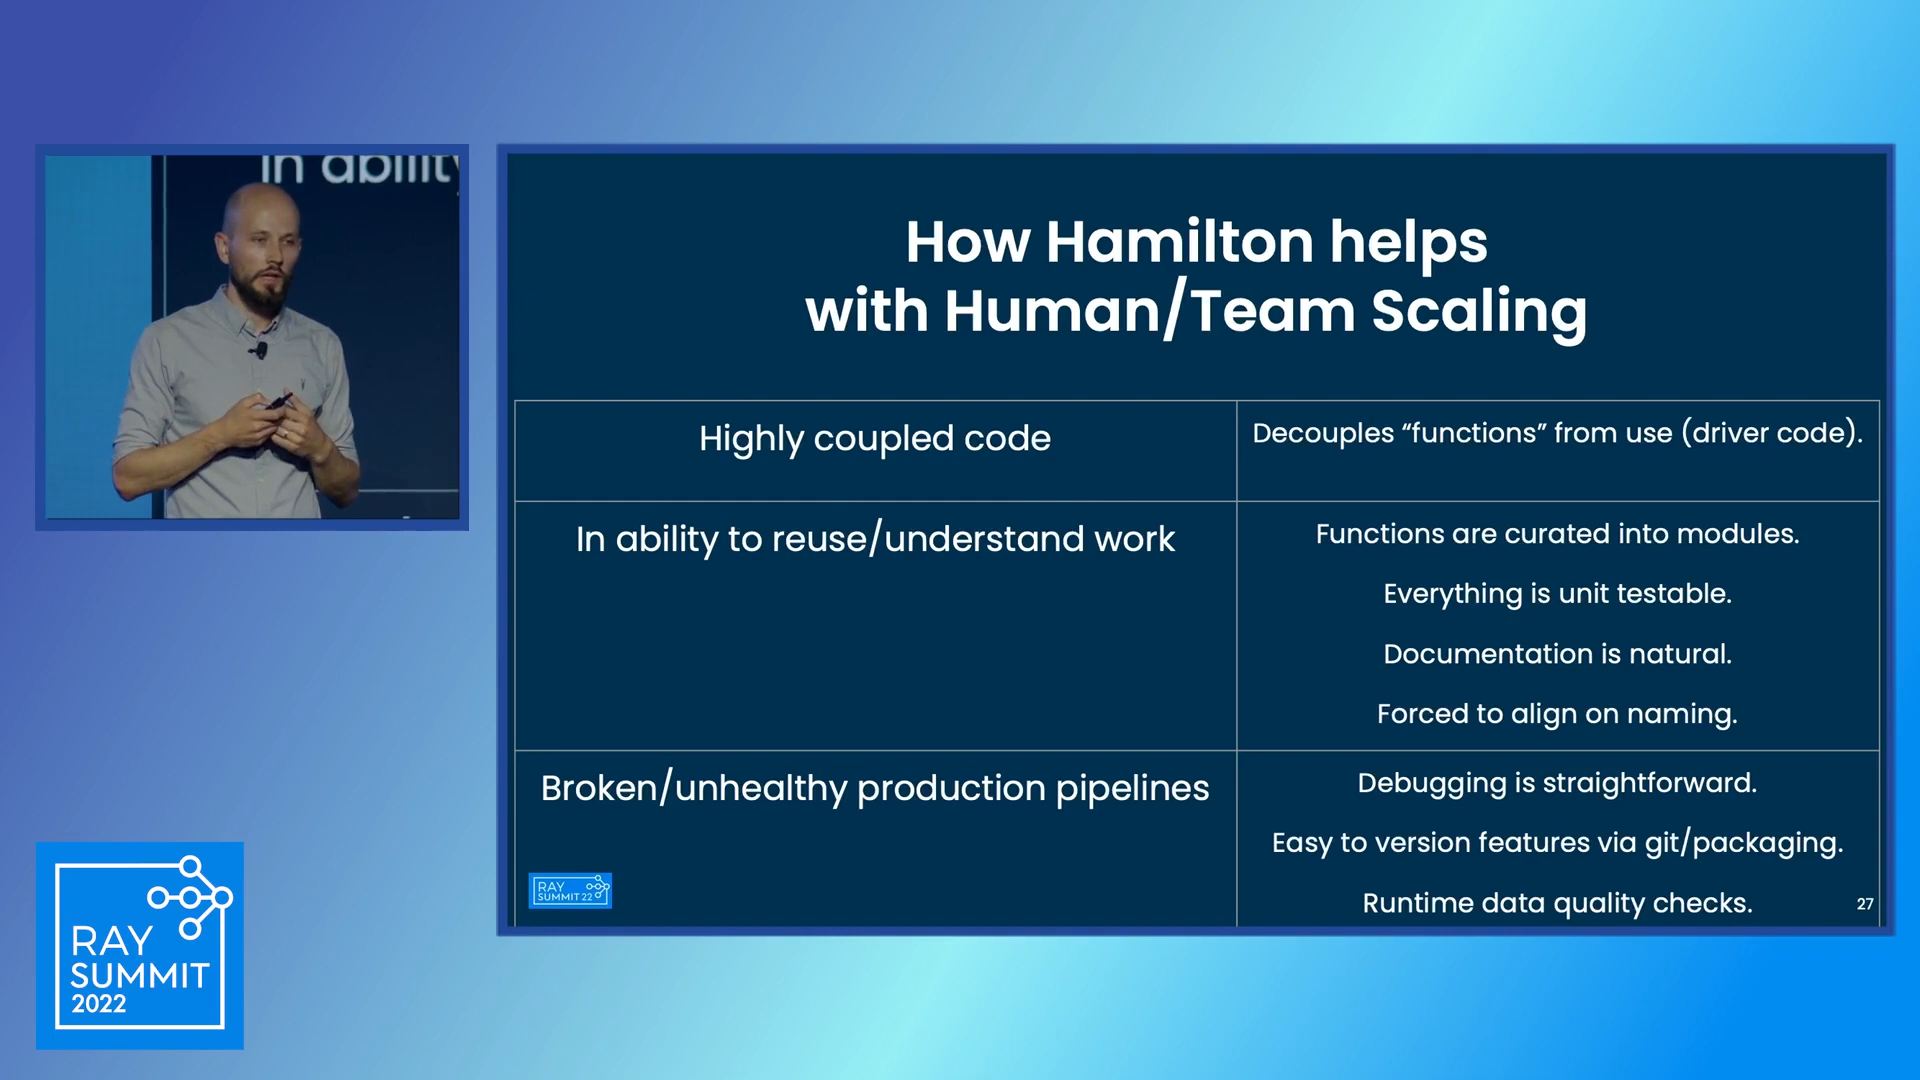 In ability
How Hamilton helps
with Human/Team Scaling
Highly coupled code
Decouples “functions” from use (driver code).
In ability to reuse/understand work
Functions are curated into modules.
Everything is unit testable.
Documentation is natural.
Forced to align on naming.
Broken/unhealthy production pipelines
Debugging is straightforward.
Easy to version features via git/packaging.
Runtime data quality checks.
RAY
SUMMIT 22
27
RAY
SUMMIT
2022